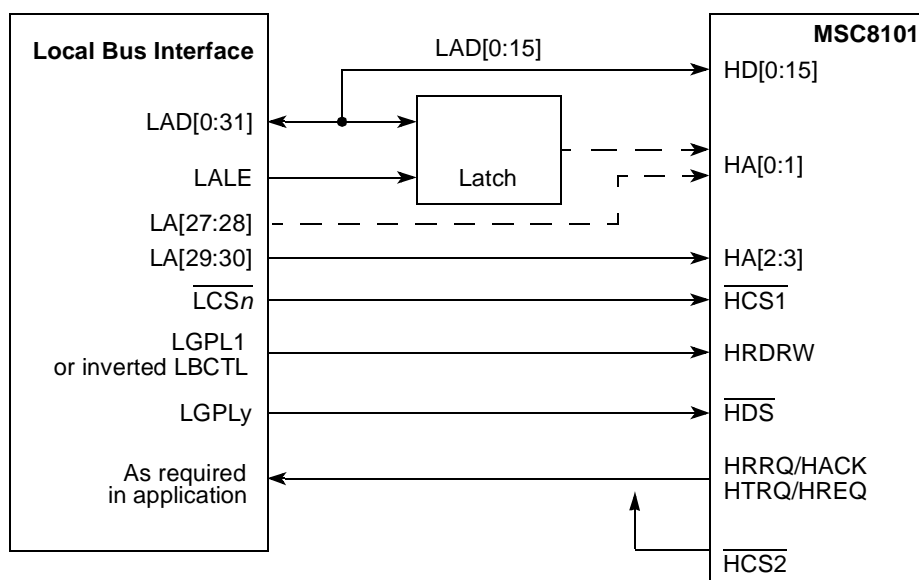 Local Bus Interface
MSC8101
LAD[0:15]
HD[0:15]
LAD[0:31]
LALE
Latch
HA[0:1]
LA[27:28]
LA[29:30]
HA[2:3]
LCSn
HCS1
LGPL1
or inverted LBCTL
HRDRW
LGPLy
HDS
As required
in application
HRRQ/HACK
HTRQ/HREQ
HCS2